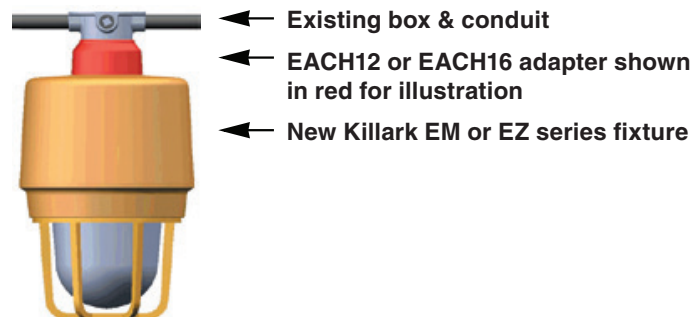 Existing box & conduit
EACH12 or EACH16 adapter shown
in red for illustration
New Killark EM or EZ series fixture